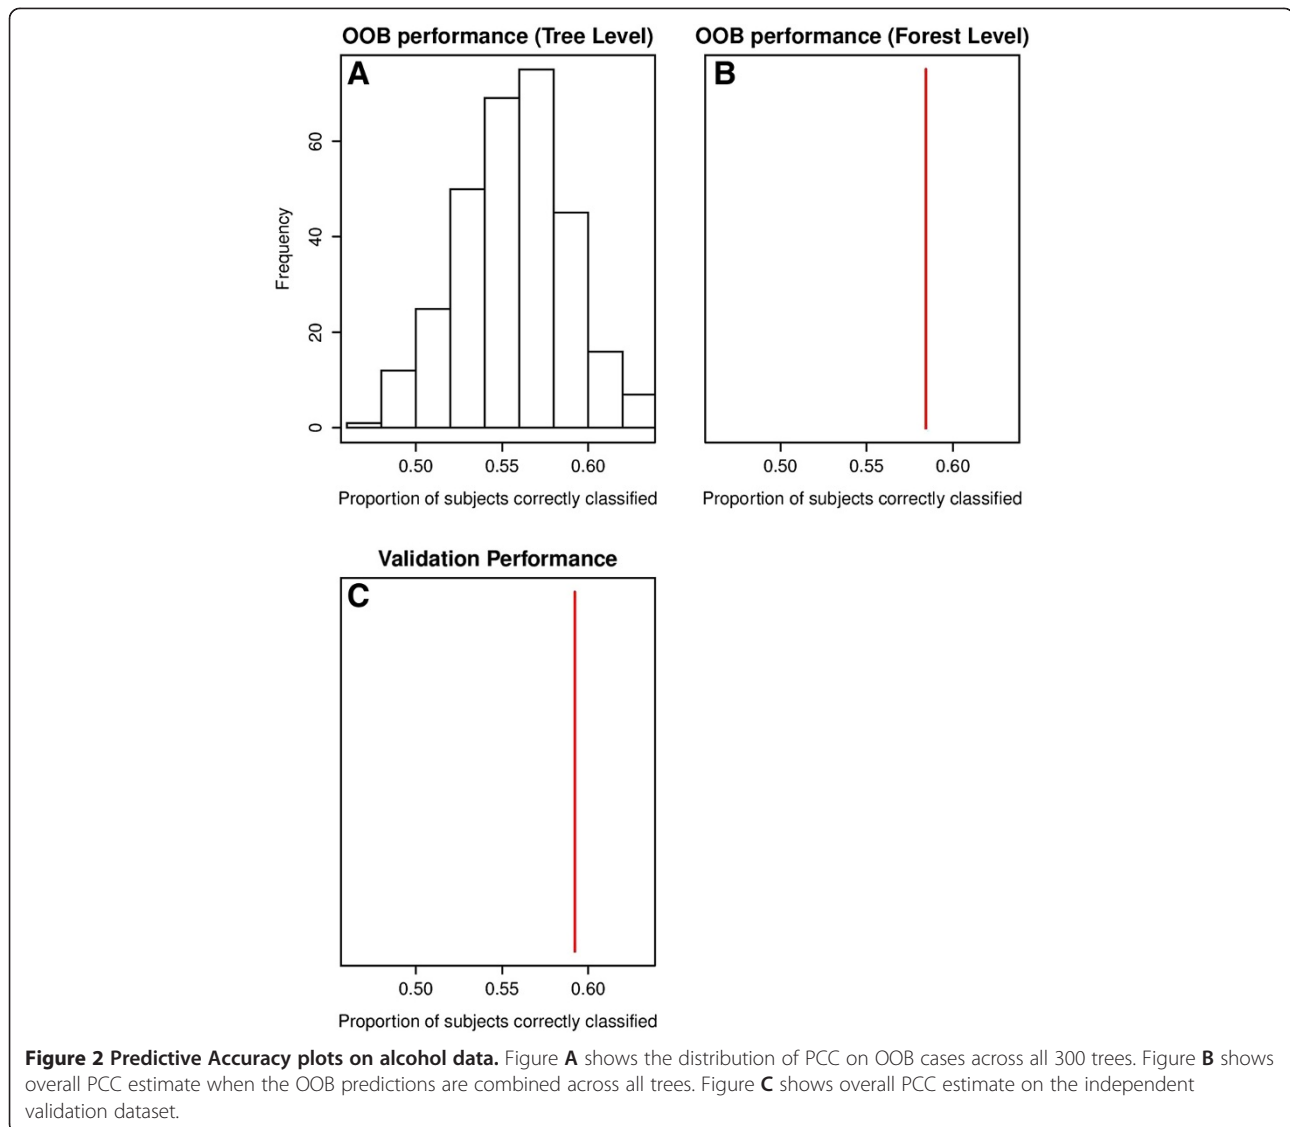 OOB performance (Tree Level)
OOB performance (Forest Level)
A
B
Frequency
0
20
40
60
0.50 0.55 0.60
0.50 0.55 0.60
Proportion of subjects correctly classified
Proportion of subjects correctly classified
Validation Performance
C
0.50 0.55 0.60
Proportion of subjects correctly classified
Figure 2 Predictive Accuracy plots on alcohol data. Figure A shows the distribution of PCC on OOB cases across all 300 trees. Figure B shows
overall PCC estimate when the OOB predictions are combined across all trees. Figure C shows overall PCC estimate on the independent
validation dataset.